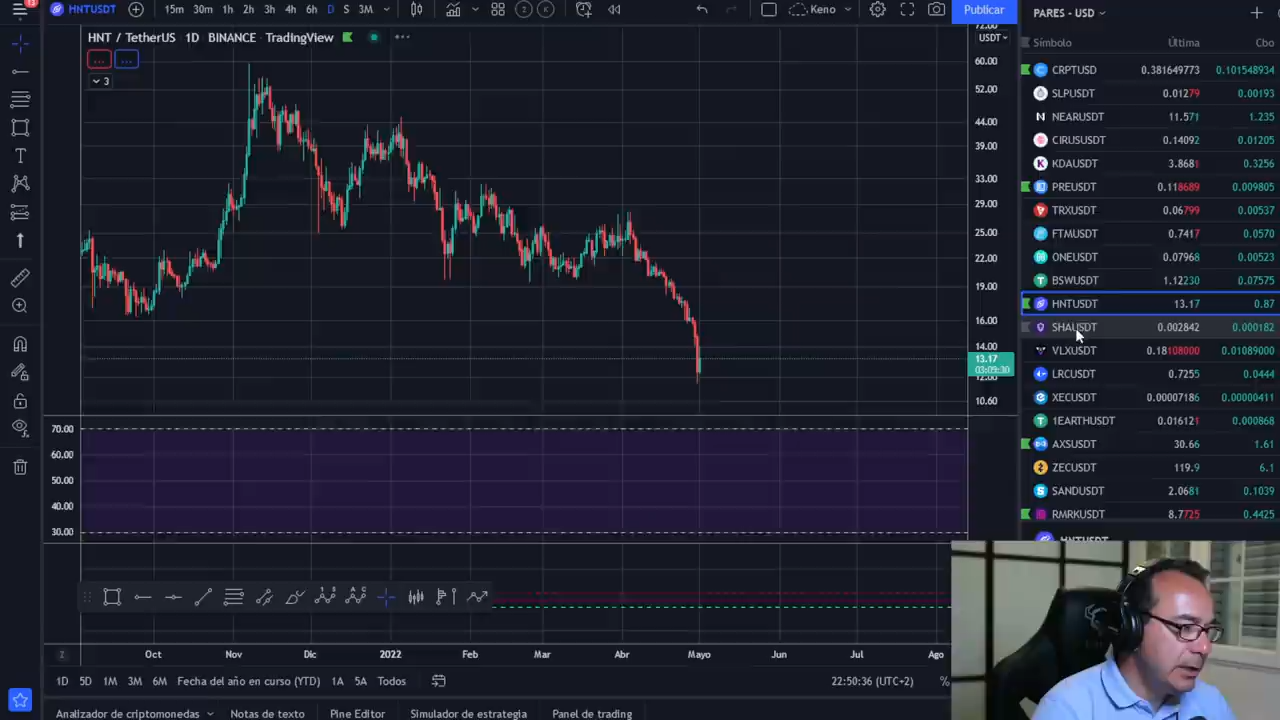 11
HNTUSDT
15m 30m 1h 2h 3h 4h 6h D S 3M
Keno
Publicar
HNT / TetherUS 1D BINANCE TradingView
... ...
3
USDT
72.00
60.00
52.00
44.00
39.00
33.00
29.00
25.00
22.00
19.00
16.00
14.00
13.17
03:09:30
12.00
10.60
70.00
60.00
50.00
40.00
30.00
Oct Nov Dic 2022 Feb Mar Abr Mayo Jun Jul Ago
1D 5D 1M 3M 6M Fecha del año en curso (YTD) 1A 5A Todos
22:50:36 (UTC+2) %
Analizador de criptomonedas Notas de texto Pine Editor Simulador de estrategia Panel de trading
PARES - USD
Símbolo Última Cbo
CRPTUSD 0.381649773 0.101548934
SLPUSDT 0.01279 0.00193
NEARUSDT 11.571 1.235
CIRUSUSDT 0.14092 0.01205
KDAUSDT 3.8681 0.3256
PREUSDT 0.118689 0.009805
TRXUSDT 0.06799 0.00537
FTMUSDT 0.7417 0.0570
ONEUSDT 0.07968 0.00523
BSWUSDT 1.12230 0.07575
HNTUSDT 13.17 0.87
SHAUSDT 0.002842 0.000182
VLXUSDT 0.18108000 0.01089000
LRCUSDT 0.7255 0.0444
XECUSDT 0.00007186 0.00000411
1EARTHUSDT 0.016121 0.000868
AXSUSDT 30.66 1.61
ZECUSDT 119.9 6.1
SANDUSDT 2.0681 0.1039
RMRKUSDT 8.7725 0.4425
HNTUSDT